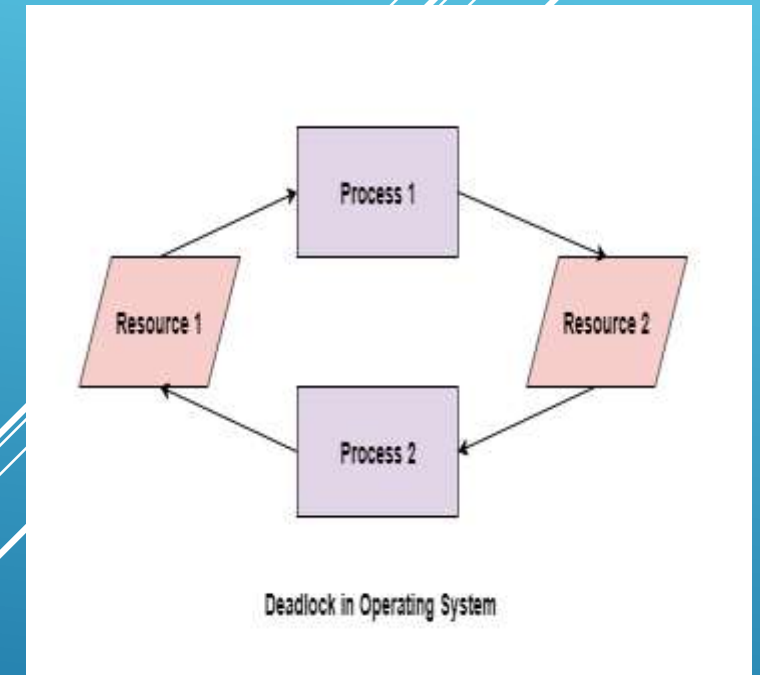 Process 1
Resource 1
Resource 2
Process 2
Deadlock in Operating System